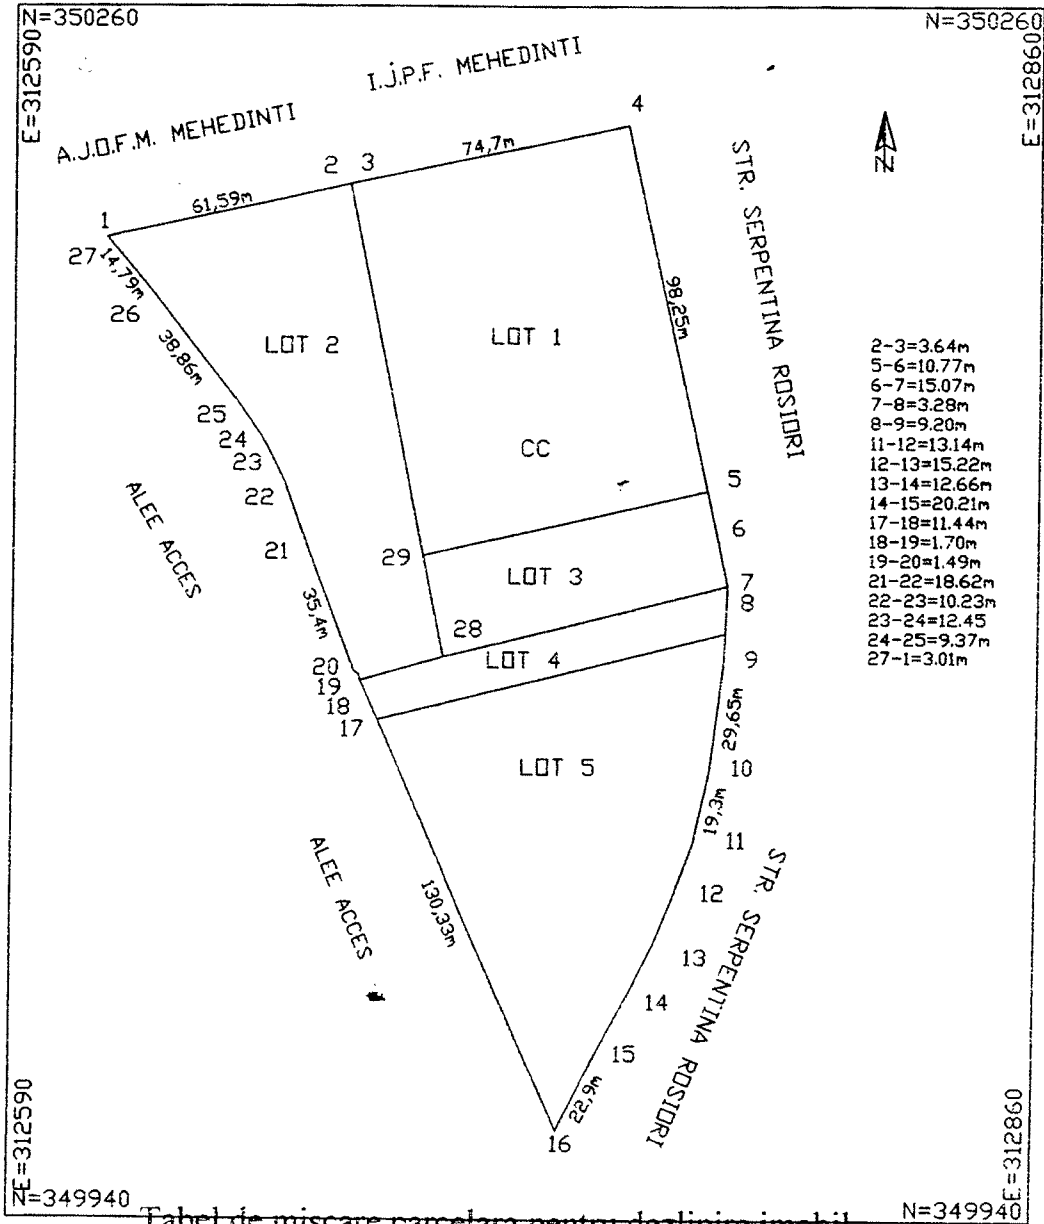 N=350260
N=350260
E=312590
E=312860
I.J.P.F. MEHEDINTI
A.J.O.F.M. MEHEDINTI
4
74,7m
2 3
61,59m
1
27
14,79m
26
38,86m
N
STR. SERPENTINA ROSIORI
98,25m
LOT 2
LOT 1
2-3=3.64m
5-6=10.77m
6-7=15.07m
7-8=3.28m
8-9=9.20m
11-12=13.14m
12-13=15.22m
13-14=12.66m
14-15=20.21m
17-18=11.44m
18-19=1.70m
19-20=1.49m
21-22=18.62m
22-23=10.23m
23-24=12.45
24-25=9.37m
27-1=3.01m
25
24
23
22
21
CC
5
6
ALEE ACCES
29
LOT 3
7
8
35,4m
28
LOT 4
20
19
18
17
9
29,65m
LOT 5
10
19,3m
11
12
ALEE ACCES
130,33m
13
14
15
STR. SERPENTINA ROSIORI
22,9m
16
E=312590
E=312860
N=349940
N=349940
Tabel de miscare parcelara pentru dezlipire imobil